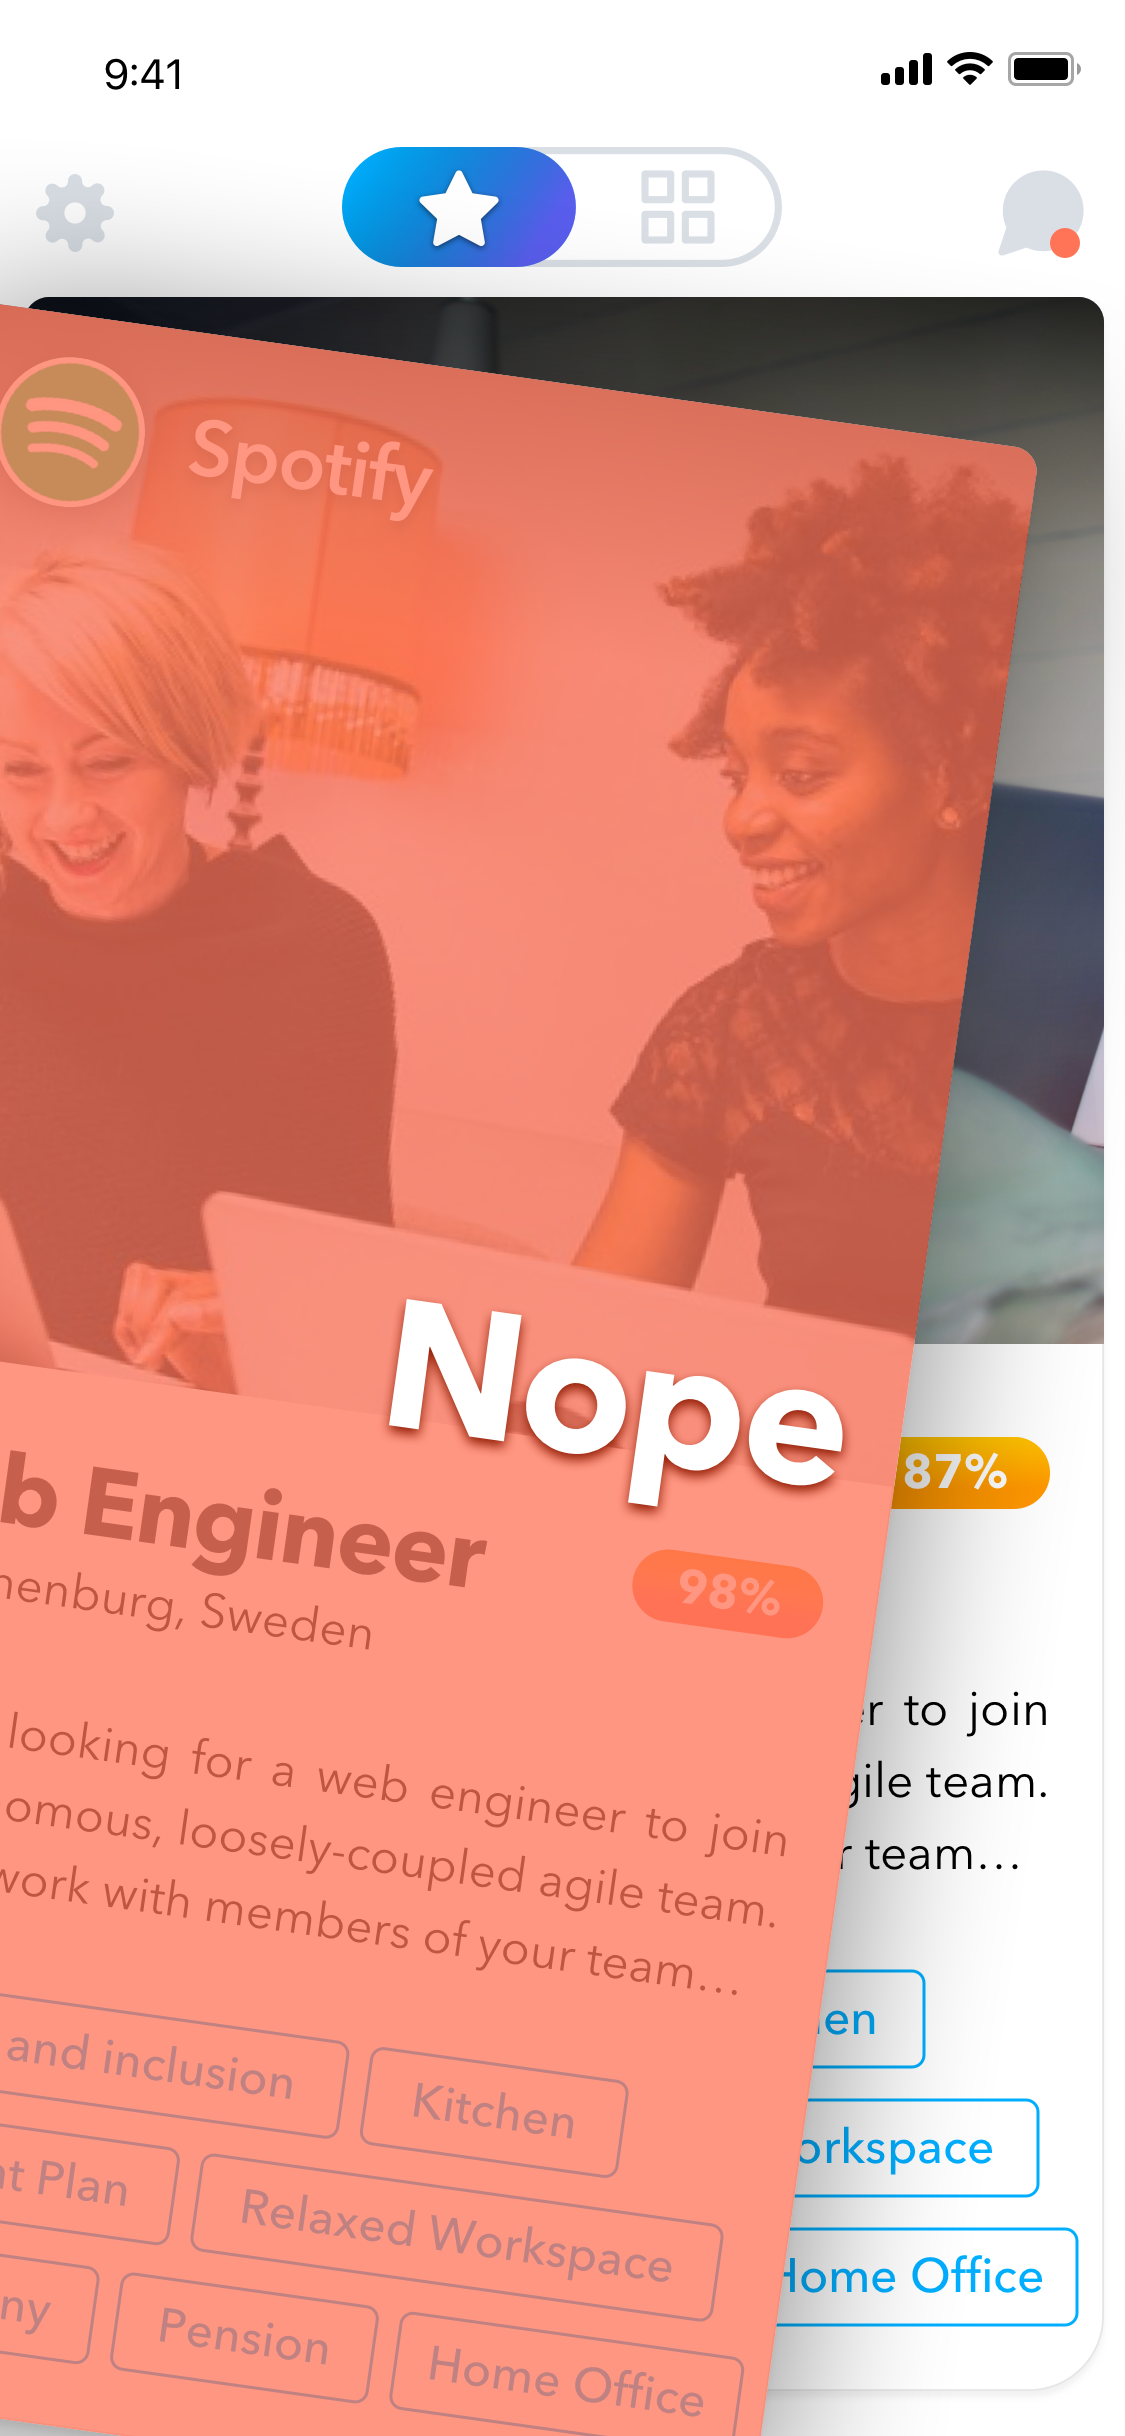 9:41
Spotify
Nope
87%
b Engineer
98%
nenburg, Sweden
looking for a web engineer to join
omous, loosely-coupled agile team.
work with members of your team...
r to join
gile team.
r team...
and inclusion
Kitchen
en
nt Plan
Relaxed Workspace
orkspace
ny
Pension
Home Office
Home Office